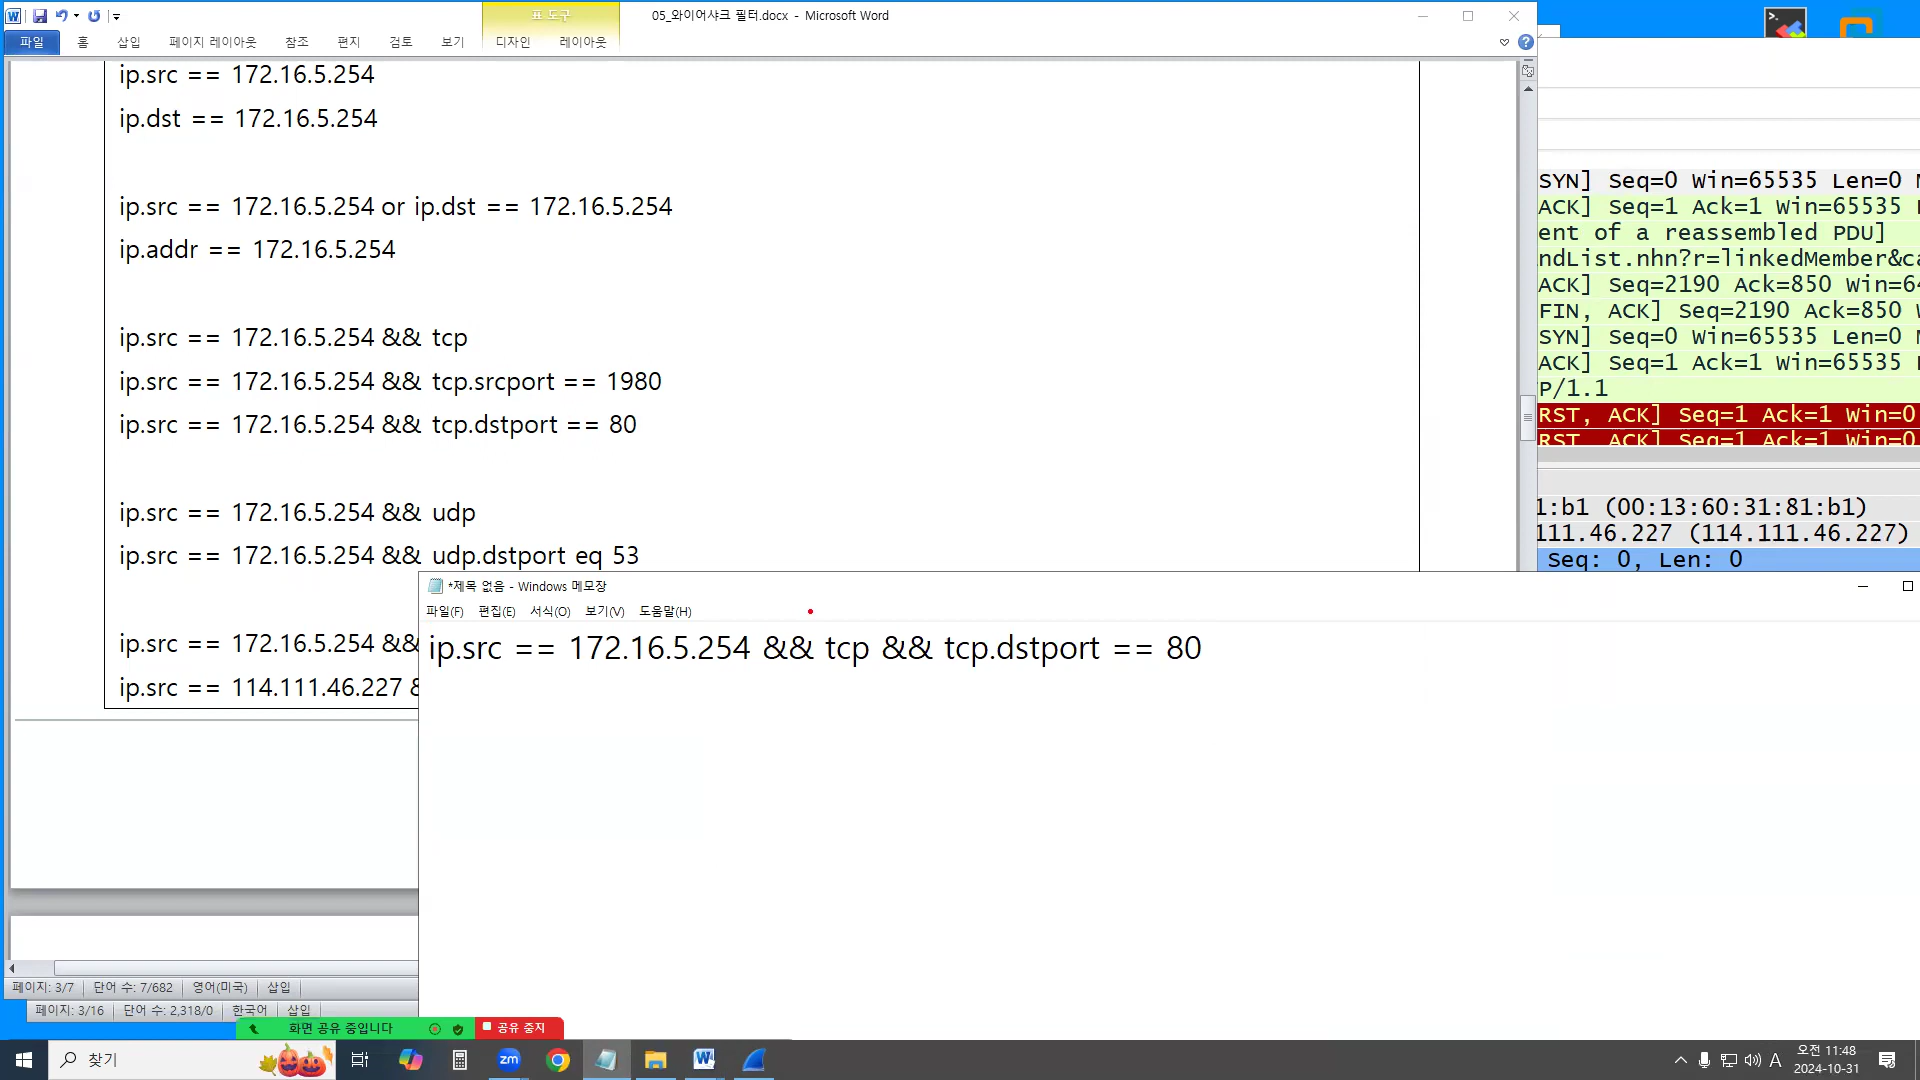 05_와이어샤크 필터.docx - Microsoft Word
표 도구
파일 홈 삽입 페이지 레이아웃 참조 편지 검토 보기 디자인 레이아웃
ip.src == 172.16.5.254
ip.dst == 172.16.5.254
ip.src == 172.16.5.254 or ip.dst == 172.16.5.254
ip.addr == 172.16.5.254
ip.src == 172.16.5.254 && tcp
ip.src == 172.16.5.254 && tcp.srcport == 1980
ip.src == 172.16.5.254 && tcp.dstport == 80
ip.src == 172.16.5.254 && udp
ip.src == 172.16.5.254 && udp.dstport eq 53
ip.src == 172.16.5.254 &&
ip.src == 114.111.46.227
SYN] Seq=0 Win=65535 Len=0
ACK] Seq=1 Ack=1 Win=65535
ent of a reassembled PDU]
ndList.nhn?r=linkedMember&c
ACK] Seq=2190 Ack=850 Win=6
FIN, ACK] Seq=2190 Ack=850
SYN] Seq=0 Win=65535 Len=0
ACK] Seq=1 Ack=1 Win=65535
P/1.1
RST, ACK] Seq=1 Ack=1 Win=0
RST, ACK] Seq=1 Ack=1 Win=0
1:b1 (00:13:60:31:81:b1)
111.46.227 (114.111.46.227)
Seq: 0, Len: 0
*제목 없음 - Windows 메모장
파일(F) 편집(E) 서식(O) 보기(V) 도움말(H)
ip.src == 172.16.5.254 && tcp && tcp.dstport == 80
페이지: 3/7 단어 수: 7/682 영어(미국) 삽입
페이지: 3/16 단어 수: 2,318/0 한국어 삽입
화면 공유 중입니다 공유 중지
찾기
zm
A
오전 11:48
2024-10-31